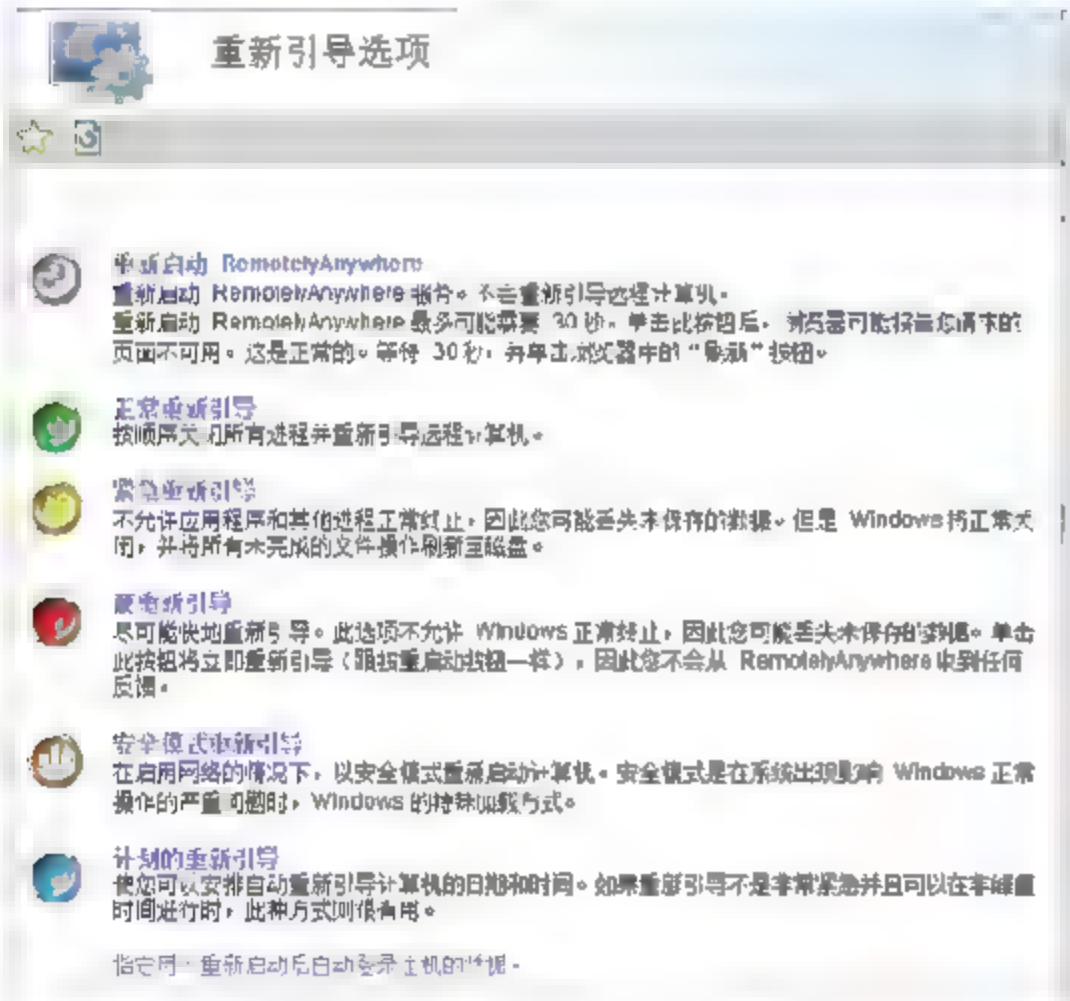 重新引导选项
重新启动 RemotelyAnywhere
重新启动 RemotelyAnywhere 服务。不会重新引导远程计算机。
重新启动 RemotelyAnywhere 最多可能需要 30 秒。单击此按钮后，浏览器可能报告您请求的
页面不可用。这是正常的。等待 30 秒，并单击浏览器中的“刷新”按钮。
正常重新引导
按顺序关闭所有进程并重新引导远程计算机。
紧急重新引导
不允许应用程序和其他进程正常终止，因此您可能丢失未保存的数据。但是 Windows 将正常关
闭，并将所有未完成的文件操作刷新至磁盘。
硬重新引导
尽可能快地重新引导。此选项不允许 Windows 正常终止，因此您可能丢失未保存的数据。单击
此按钮将立即重新引导（跟按重启动按钮一样），因此您不会从 RemotelyAnywhere 收到任何
反馈。
安全模式重新引导
在启用网络的情况下，以安全模式重新启动计算机。安全模式是在系统出现影响 Windows 正常
操作的严重问题时，Windows 的特殊加载方式。
计划的重新引导
使您可以安排自动重新引导计算机的日期和时间。如果重新引导不是非常紧急并且可以在非峰值
时间进行时，此种方式则很有用。
指定用于重新启动后自动登录主机的凭据。